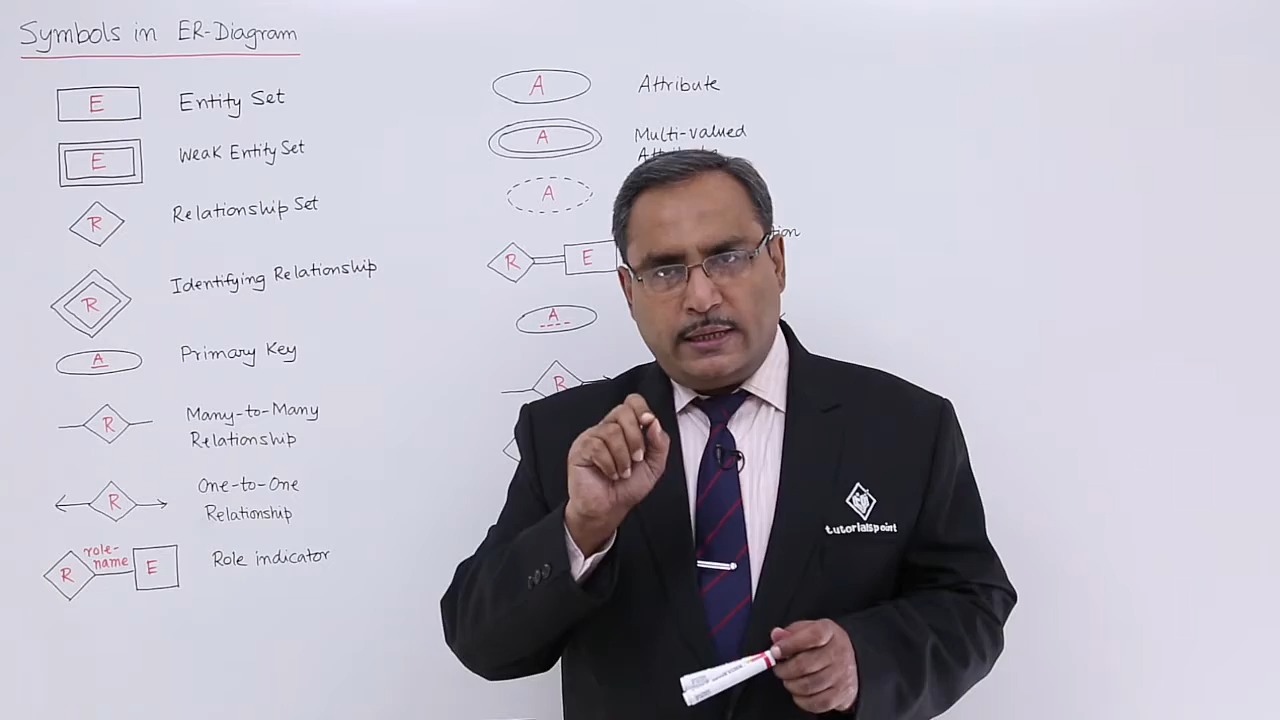 Symbols in ER-Diagram
E Entity Set
E Weak Entity Set
R Relationship Set
R Identifying Relationship
A Primary Key
R Many-to-Many
Relationship
R One-to-One
Relationship
R role-
name E Role indicator
A Attribute
A Multi-valued
Attribute
A
R E
A
R
tutorialspoint